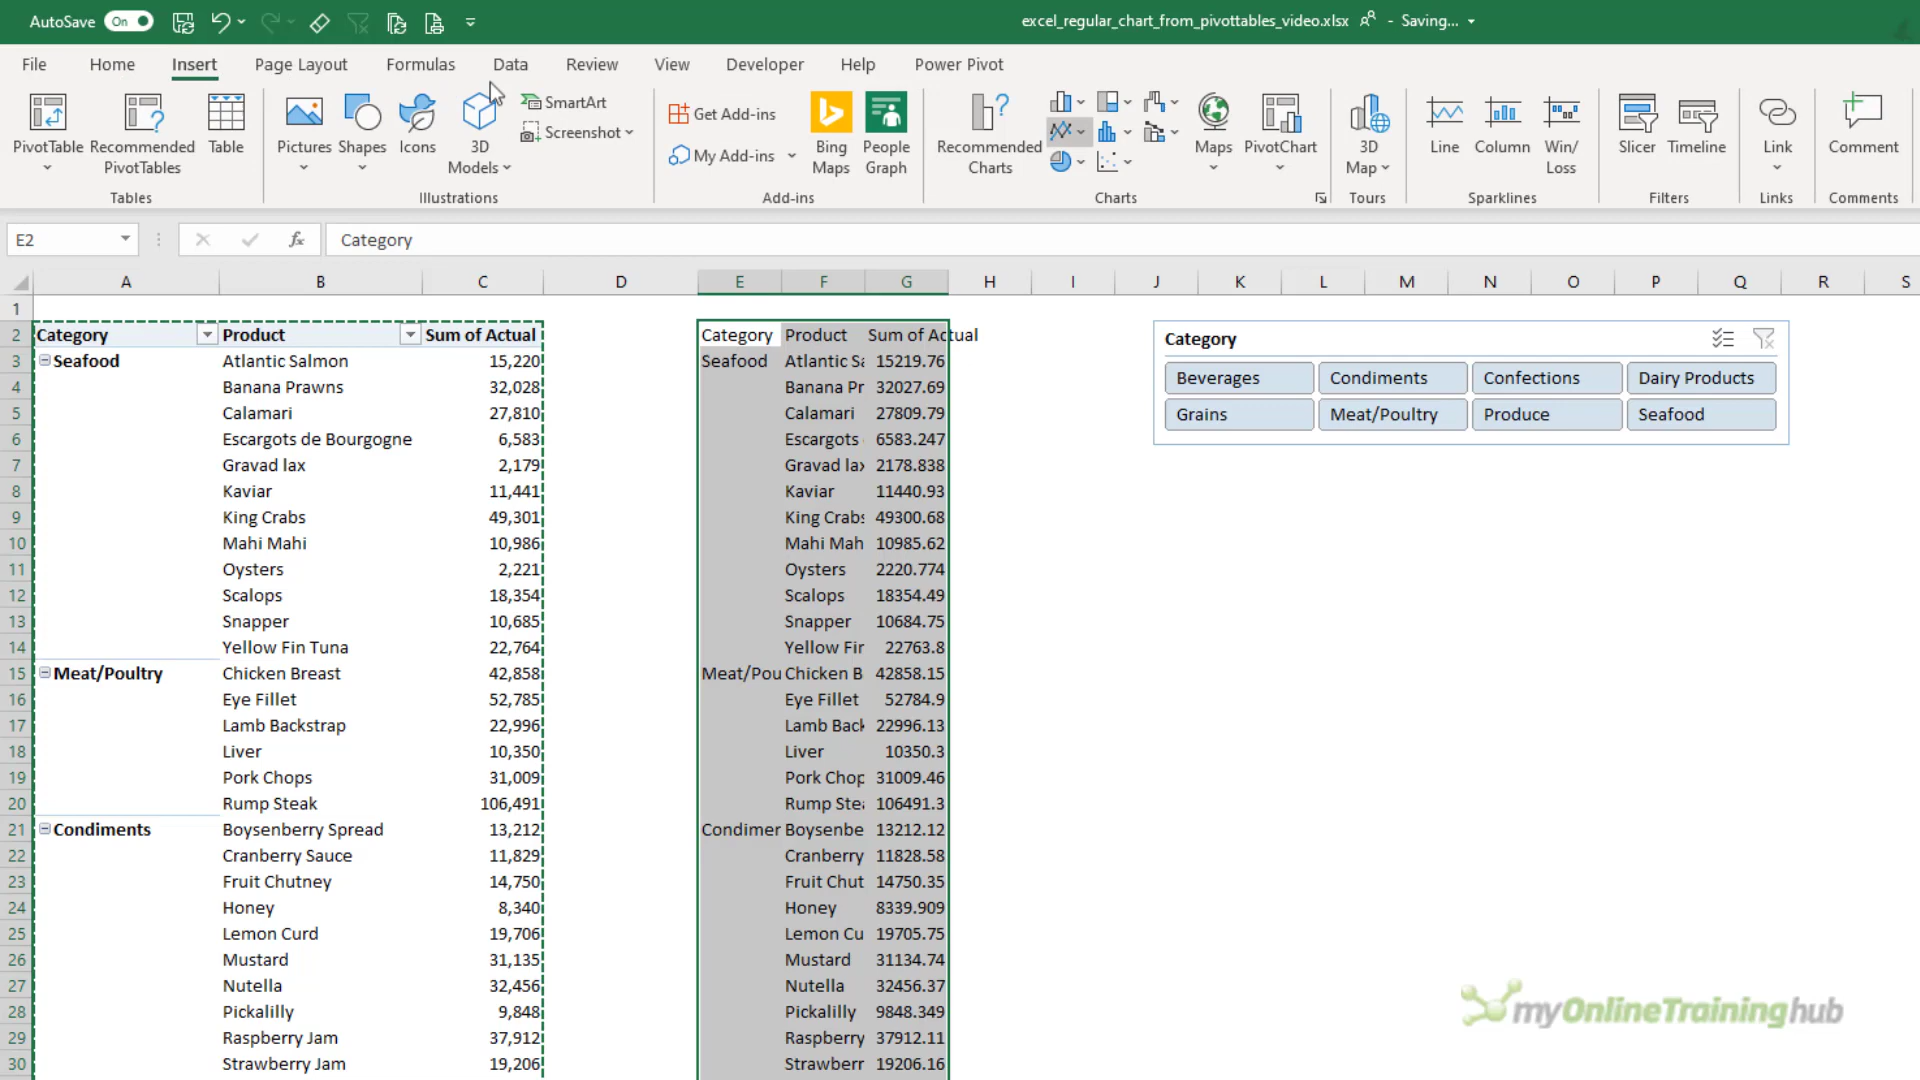 AutoSave On
excel_regular_chart_from_pivottables_video.xlsx - Saving...
File Home Insert Page Layout Formulas Data Review View Developer Help Power Pivot
PivotTable Recommended PivotTables Table
Tables
Pictures Shapes Icons 3D Models SmartArt Screenshot
Illustrations
Get Add-ins My Add-ins Bing Maps People Graph
Add-ins
Recommended Charts Maps PivotChart
Charts
3D Map
Tours
Line Column Win/Loss
Sparklines
Slicer Timeline
Filters
Link
Links
Comment
Comments
E2 fx Category
A B C D E F G H I J K L M N O P Q R S
1
2 Category Product Sum of Actual Category Product Sum of Actual
3 Seafood Atlantic Salmon 15,220 Seafood Atlantic Sa 15219.76
4 Banana Prawns 32,028 Banana Pr 32027.69
5 Calamari 27,810 Calamari 27809.79
6 Escargots de Bourgogne 6,583 Escargots 6583.247
7 Gravad lax 2,179 Gravad lax 2178.838
8 Kaviar 11,441 Kaviar 11440.93
9 King Crabs 49,301 King Crabs 49300.68
10 Mahi Mahi 10,986 Mahi Mah 10985.62
11 Oysters 2,221 Oysters 2220.774
12 Scalops 18,354 Scalops 18354.49
13 Snapper 10,685 Snapper 10684.75
14 Yellow Fin Tuna 22,764 Yellow Fir 22763.8
15 Meat/Poultry Chicken Breast 42,858 Meat/Pou Chicken B 42858.15
16 Eye Fillet 52,785 Eye Fillet 52784.9
17 Lamb Backstrap 22,996 Lamb Back 22996.13
18 Liver 10,350 Liver 10350.3
19 Pork Chops 31,009 Pork Chop 31009.46
20 Rump Steak 106,491 Rump Stea 106491.3
21 Condiments Boysenberry Spread 13,212 Condimer Boysenbe 13212.12
22 Cranberry Sauce 11,829 Cranberry 11828.58
23 Fruit Chutney 14,750 Fruit Chut 14750.35
24 Honey 8,340 Honey 8339.909
25 Lemon Curd 19,706 Lemon Cu 19705.75
26 Mustard 31,135 Mustard 31134.74
27 Nutella 32,456 Nutella 32456.37
28 Pickalilly 9,848 Pickalilly 9848.349
29 Raspberry Jam 37,912 Raspberry 37912.11
30 Strawberry Jam 19,206 Strawberr 19206.16
Category
Beverages Condiments Confections Dairy Products
Grains Meat/Poultry Produce Seafood
myOnlineTraininghub